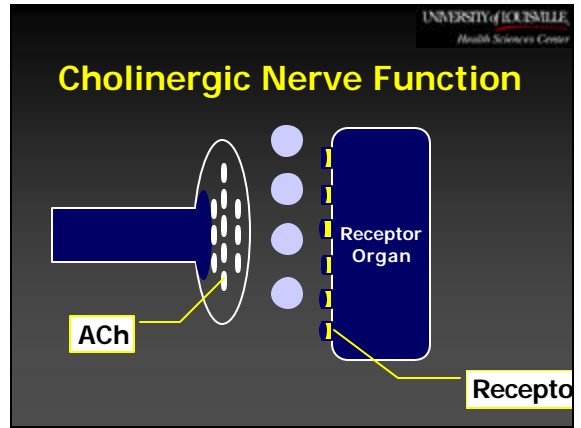 UNIVERSITY of LOUISVILLE
Health Sciences Center
Cholinergic Nerve Function
Receptor
Organ
ACh
Recepto